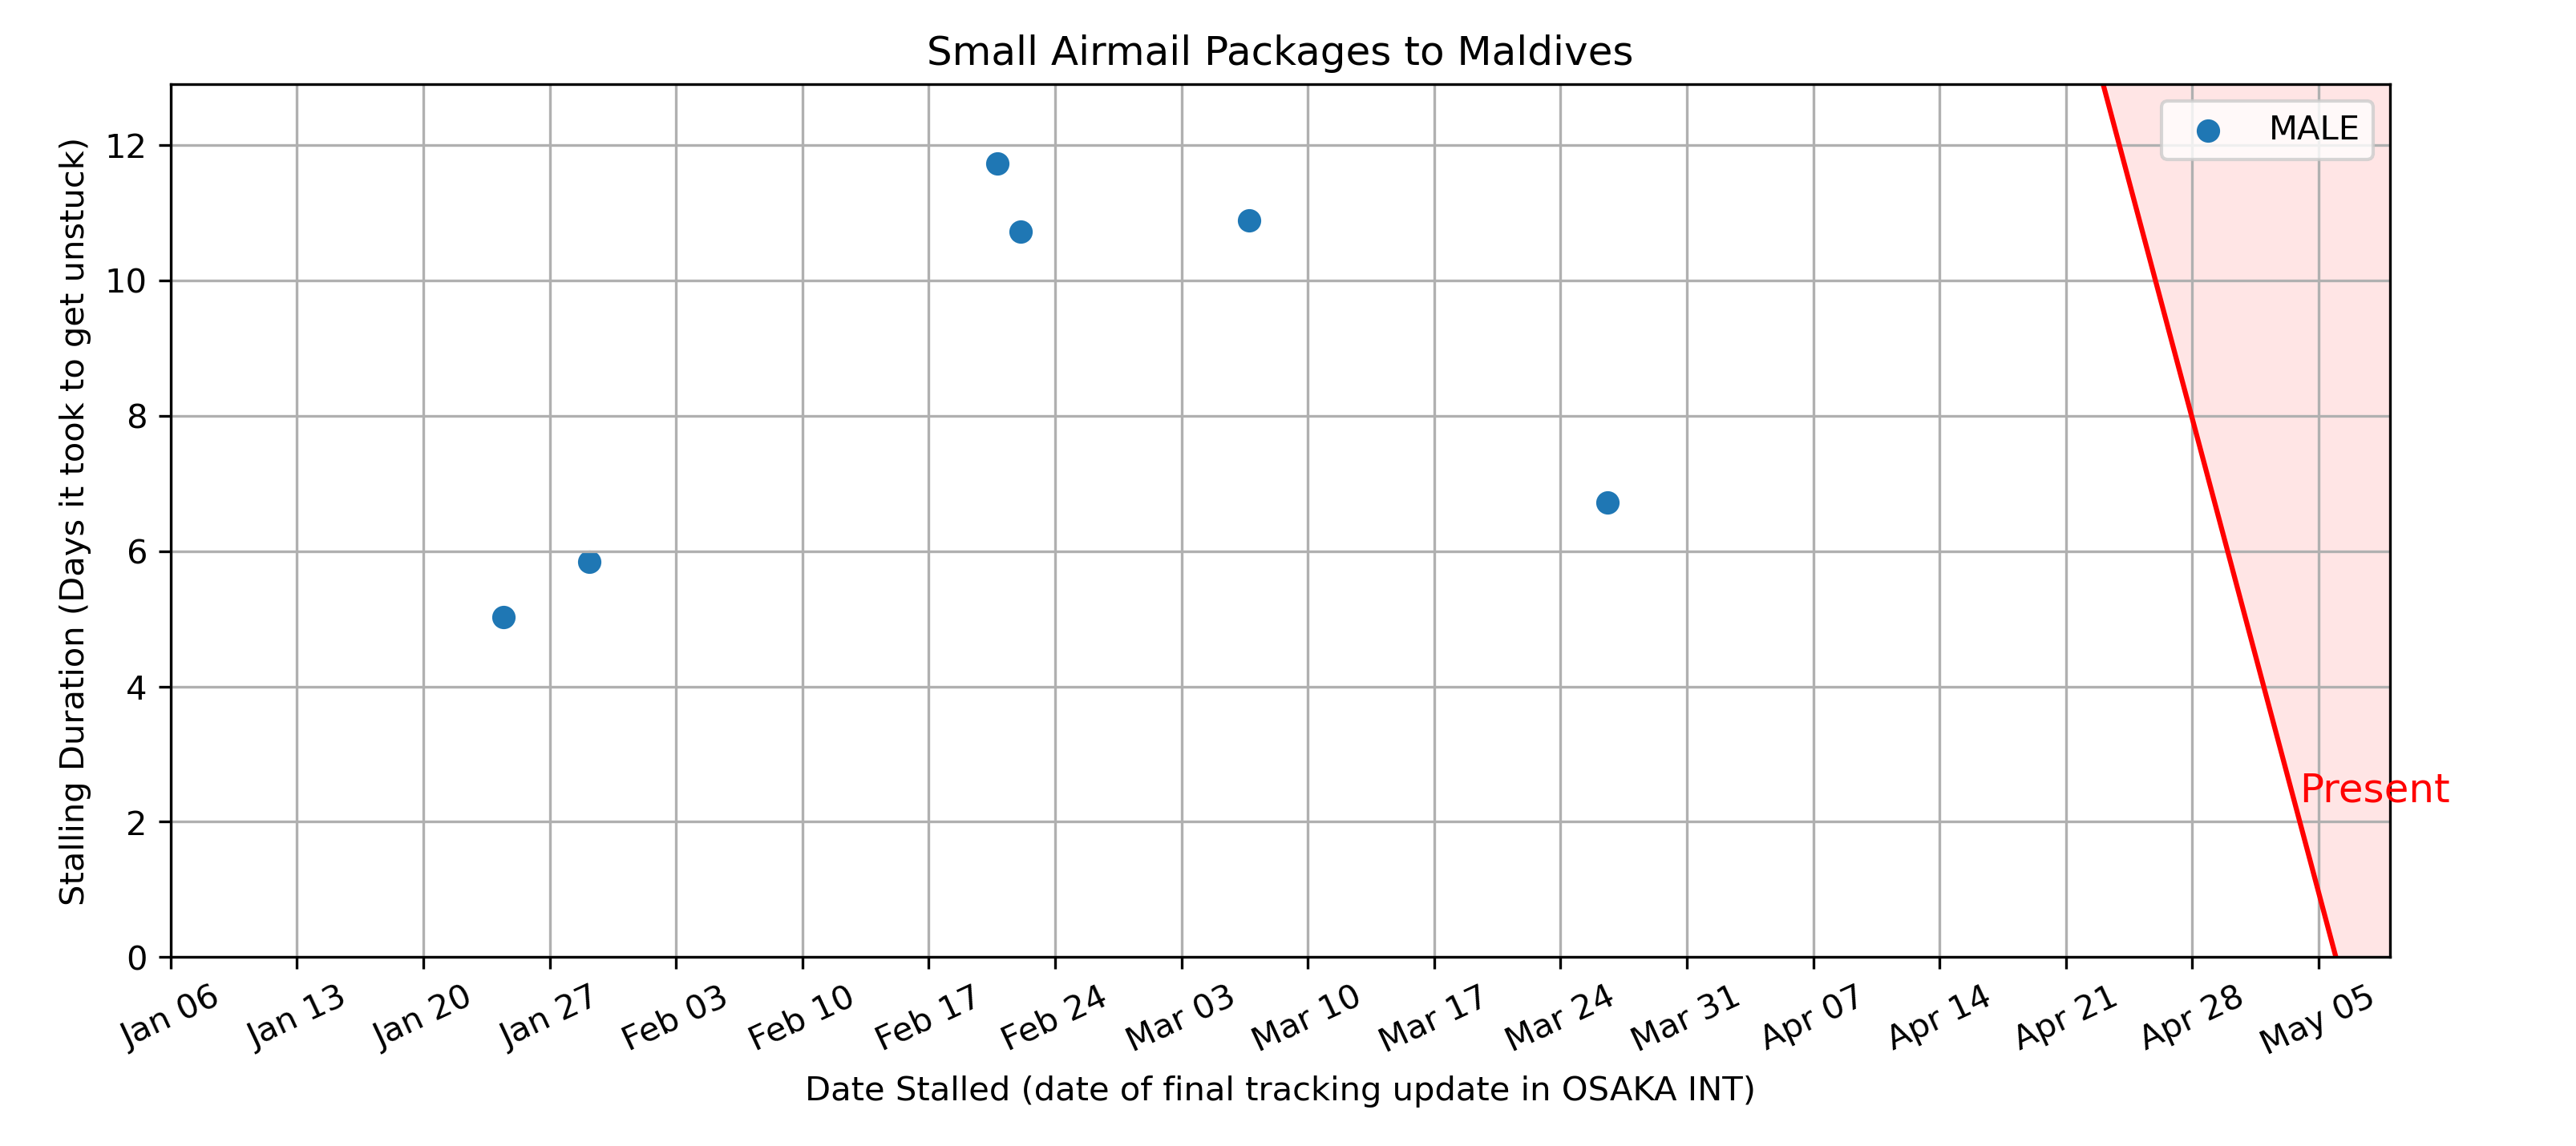 Small Airmail Packages to Maldives
MALE
Stalling Duration (Days it took to get unstuck)
12
10
8
6
4
2
0
Present
Jan 06 Jan 13 Jan 20 Jan 27 Feb 03 Feb 10 Feb 17 Feb 24 Mar 03 Mar 10 Mar 17 Mar 24 Mar 31 Apr 07 Apr 14 Apr 21 Apr 28 May 05
Date Stalled (date of final tracking update in OSAKA INT)